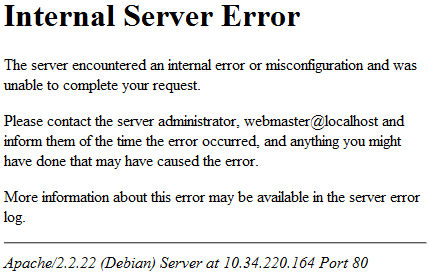 Internal Server Error
The server encountered an internal error or misconfiguration and was
unable to complete your request.
Please contact the server administrator, webmaster@localhost and
inform them of the time the error occurred, and anything you might
have done that may have caused the error.
More information about this error may be available in the server error
log.
Apache/2.2.22 (Debian) Server at 10.34.220.164 Port 80